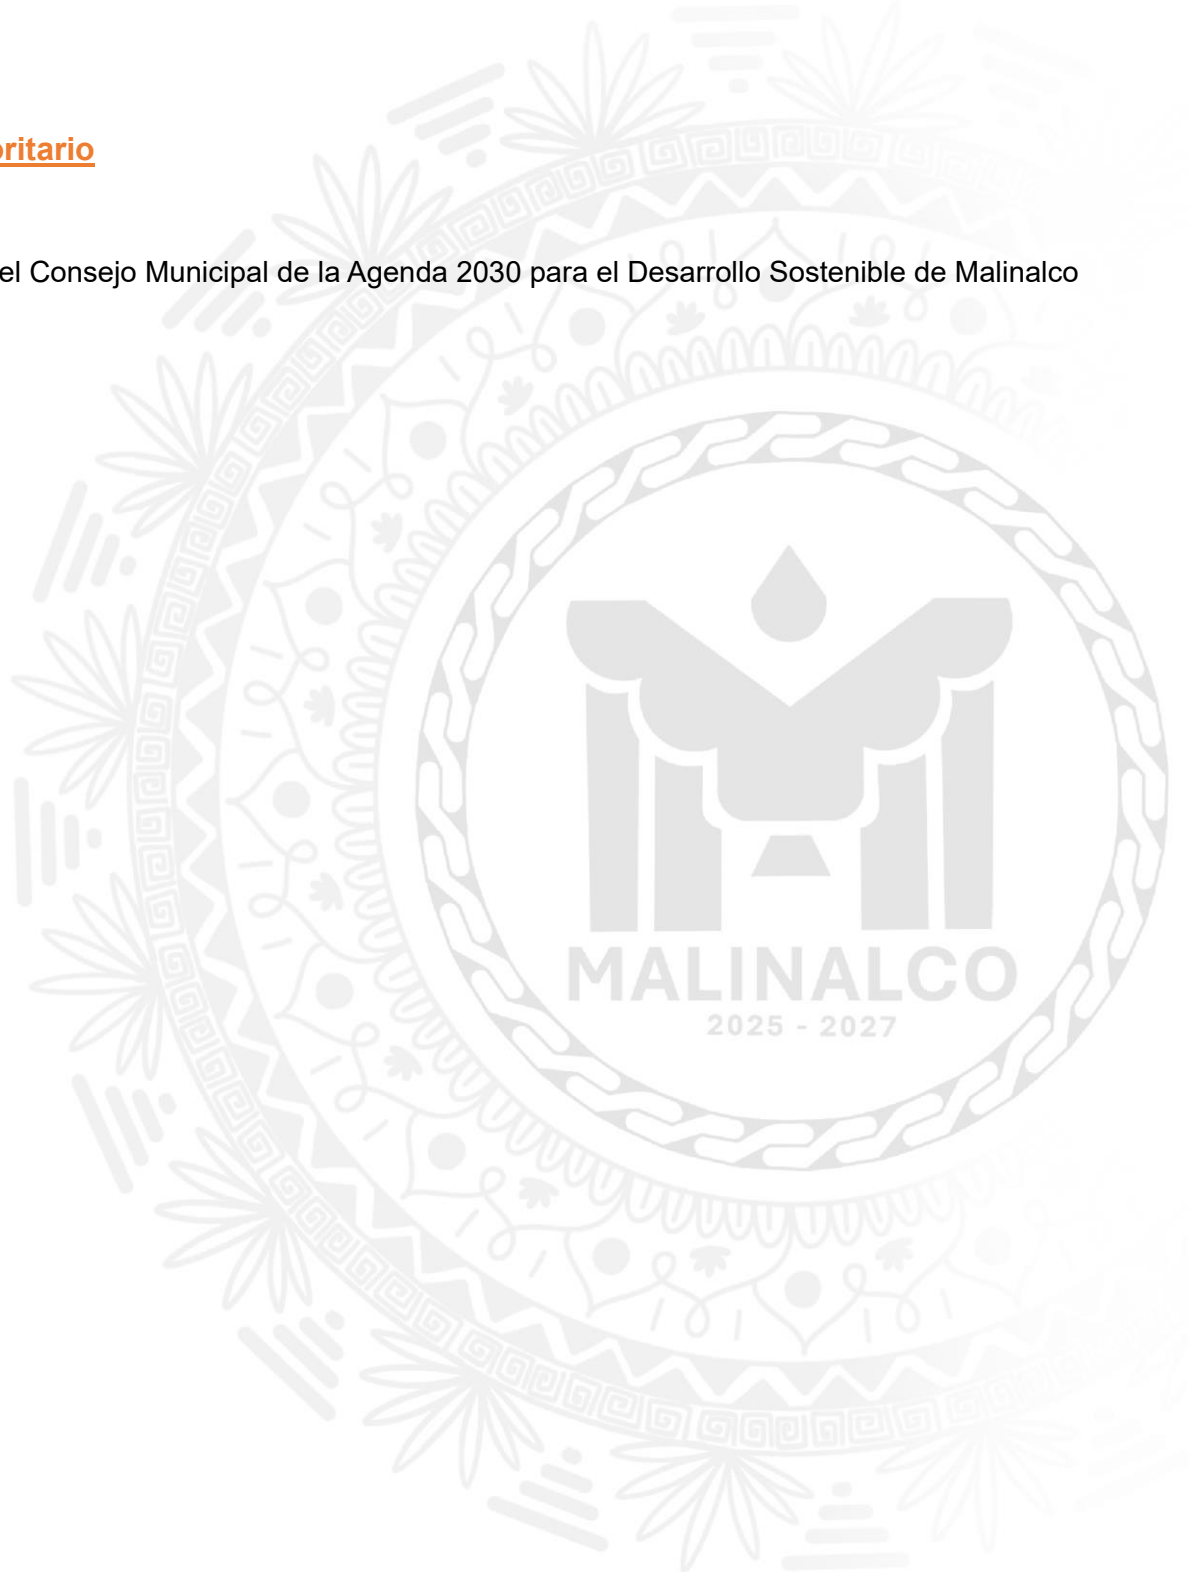 oritario
el Consejo Municipal de la Agenda 2030 para el Desarrollo Sostenible de Malinalco
MALINALCO
2025 - 2027